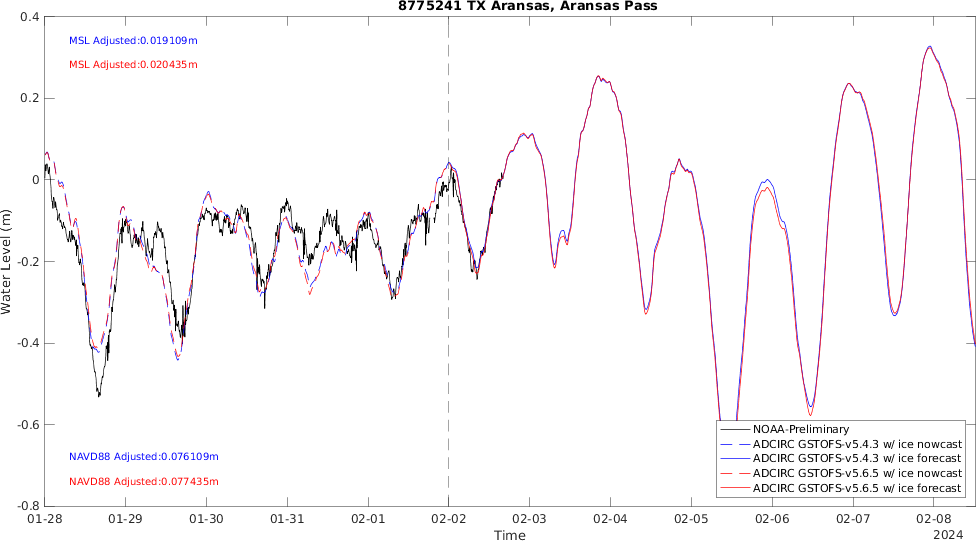 8775241 TX Aransas, Aransas Pass
MSL Adjusted:0.019109m
MSL Adjusted:0.020435m
NAVD88 Adjusted:0.076109m
NAVD88 Adjusted:0.077435m
Water Level (m)
0.4
0.2
0
-0.2
-0.4
-0.6
-0.8
NOAA-Preliminary
ADCIRC GSTOFS-v5.4.3 w/ ice nowcast
ADCIRC GSTOFS-v5.4.3 w/ ice forecast
ADCIRC GSTOFS-v5.6.5 w/ ice nowcast
ADCIRC GSTOFS-v5.6.5 w/ ice forecast
01-28 01-29 01-30 01-31 02-01 02-02 02-03 02-04 02-05 02-06 02-07 02-08
Time
2024